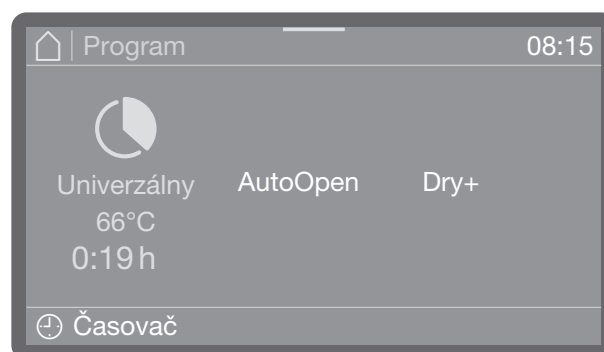 Program 08:15
Univerzálny AutoOpen Dry+
66°C
0:19 h
Časovač